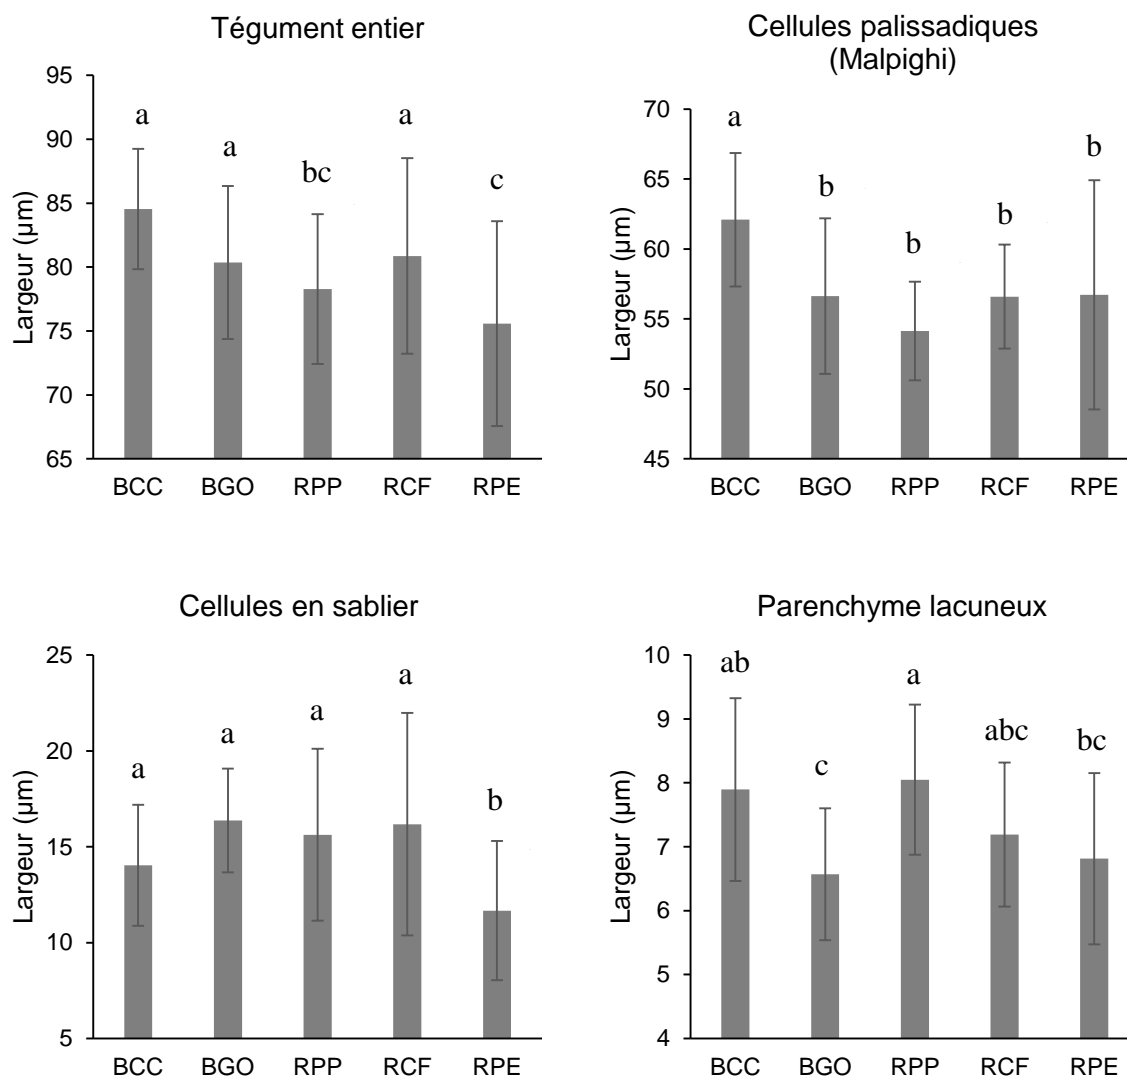 Tégument entier
95
90
85
80
75
70
65
Largeur (µm)
a
a
bc
a
c
BCC BGO RPP RCF RPE
Cellules palissadiques
(Malpighi)
70
65
60
55
50
45
Largeur (µm)
a
b
b
b
b
BCC BGO RPP RCF RPE
Cellules en sablier
25
20
15
10
5
Largeur (µm)
a
a
a
a
b
BCC BGO RPP RCF RPE
Parenchyme lacuneux
10
9
8
7
6
5
4
Largeur (µm)
ab
c
a
abc
bc
BCC BGO RPP RCF RPE